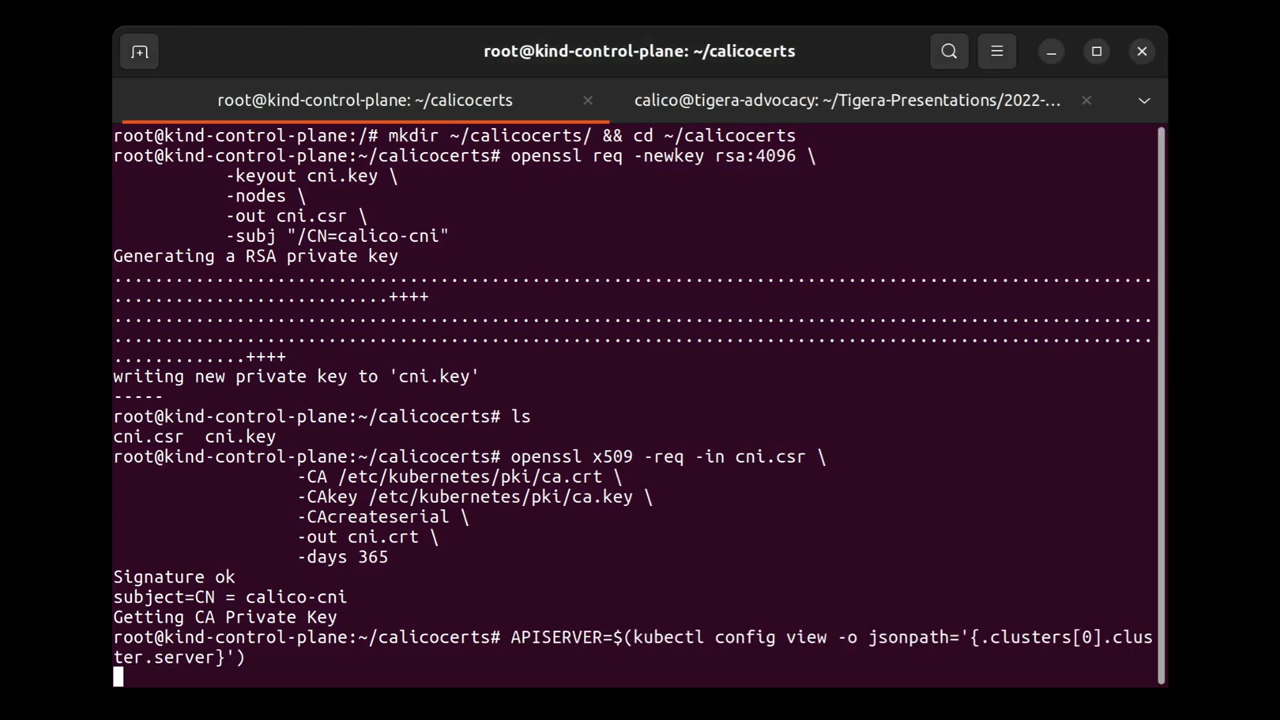 root@kind-control-plane: ~/calicocerts
root@kind-control-plane: ~/calicocerts
calico@tigera-advocacy: ~/Tigera-Presentations/2022-...
root@kind-control-plane:/# mkdir ~/calicocerts/ && cd ~/calicocerts
root@kind-control-plane:~/calicocerts# openssl req -newkey rsa:4096 \
-keyout cni.key \
-nodes \
-out cni.csr \
-subj "/CN=calico-cni"
Generating a RSA private key
......................................................................................................
...........................++++
......................................................................................................
......................................................................................................
.............++++
writing new private key to 'cni.key'
-----
root@kind-control-plane:~/calicocerts# ls
cni.csr  cni.key
root@kind-control-plane:~/calicocerts# openssl x509 -req -in cni.csr \
-CA /etc/kubernetes/pki/ca.crt \
-CAkey /etc/kubernetes/pki/ca.key \
-CAcreateserial \
-out cni.crt \
-days 365
Signature ok
subject=CN = calico-cni
Getting CA Private Key
root@kind-control-plane:~/calicocerts# APISERVER=$(kubectl config view -o jsonpath='{.clusters[0].clus
ter.server}')